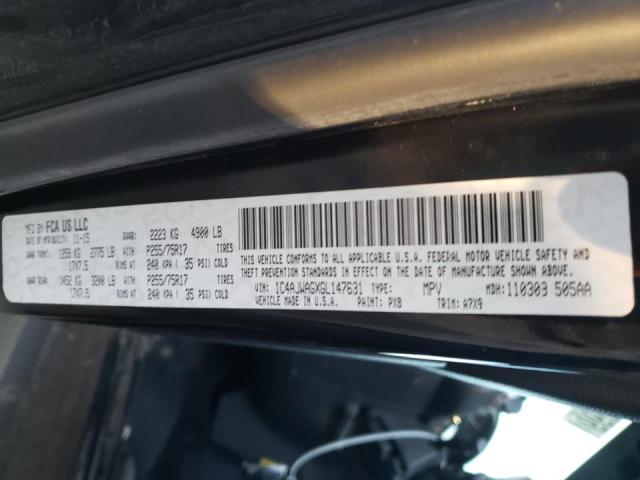 MFD BY FCA US LLC
DATE OF MFR/BUILT: 11-15 GVWR: 2223 KG 4900 LB
FRONT: 1259 KG 2775 LB WITH P255/75R17 TIRES
17X7.5 RIMS AT 240 KPA ( 35 PSI) COLD
REAR: 1452 KG 3200 LB WITH P255/75R17 TIRES
17X7.5 RIMS AT 240 KPA ( 35 PSI) COLD
THIS VEHICLE CONFORMS TO ALL APPLICABLE U.S.A. FEDERAL MOTOR VEHICLE SAFETY AND
THEFT PREVENTION STANDARDS IN EFFECT ON THE DATE OF MANUFACTURE SHOWN ABOVE.
MADE IN U.S.A.
VIN: 1C4AJWAGXGL147631 TYPE: MPV MDH: 110303 505AA
PAINT: PX8 TRIM: A7X9